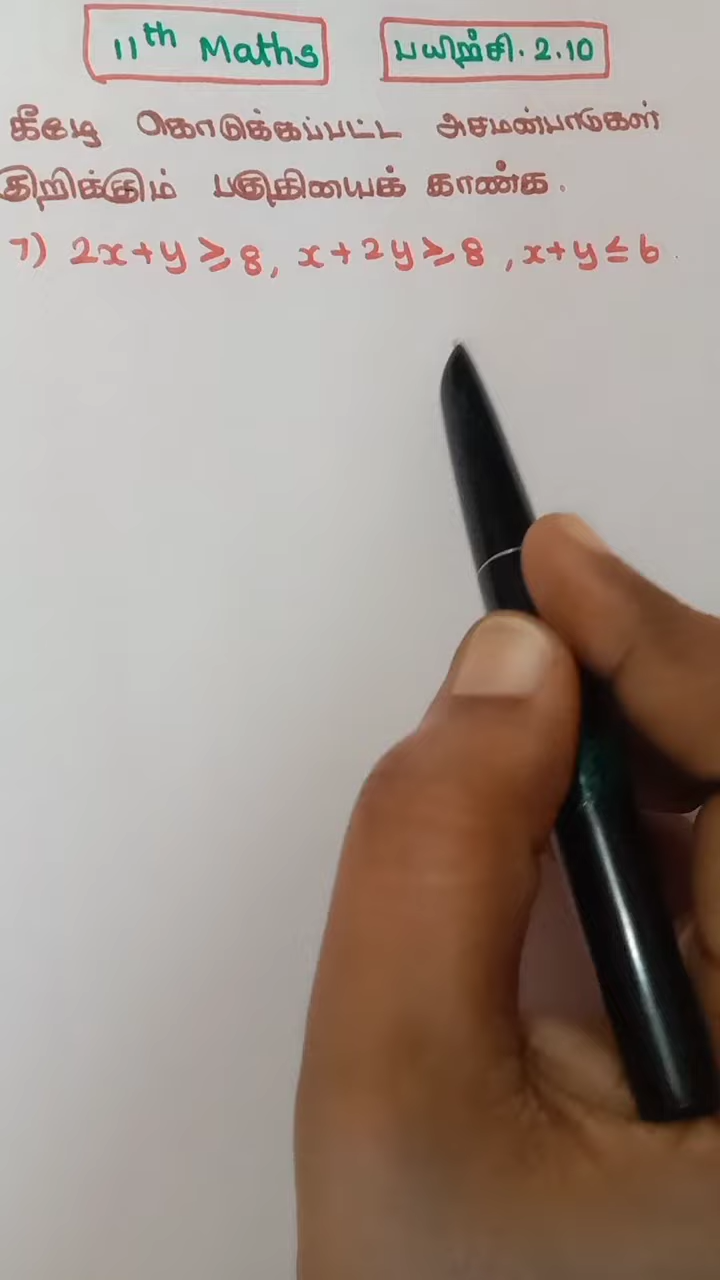 11th Maths பயிற்சி. 2.10
கீழே கொடுக்கப்பட்ட அசமன்பாடுகள்
குறிக்கும் பகுதியைக் காண்க.
7) 2x+y ≥ 8, x+2y ≥ 8, x+y ≤ 6